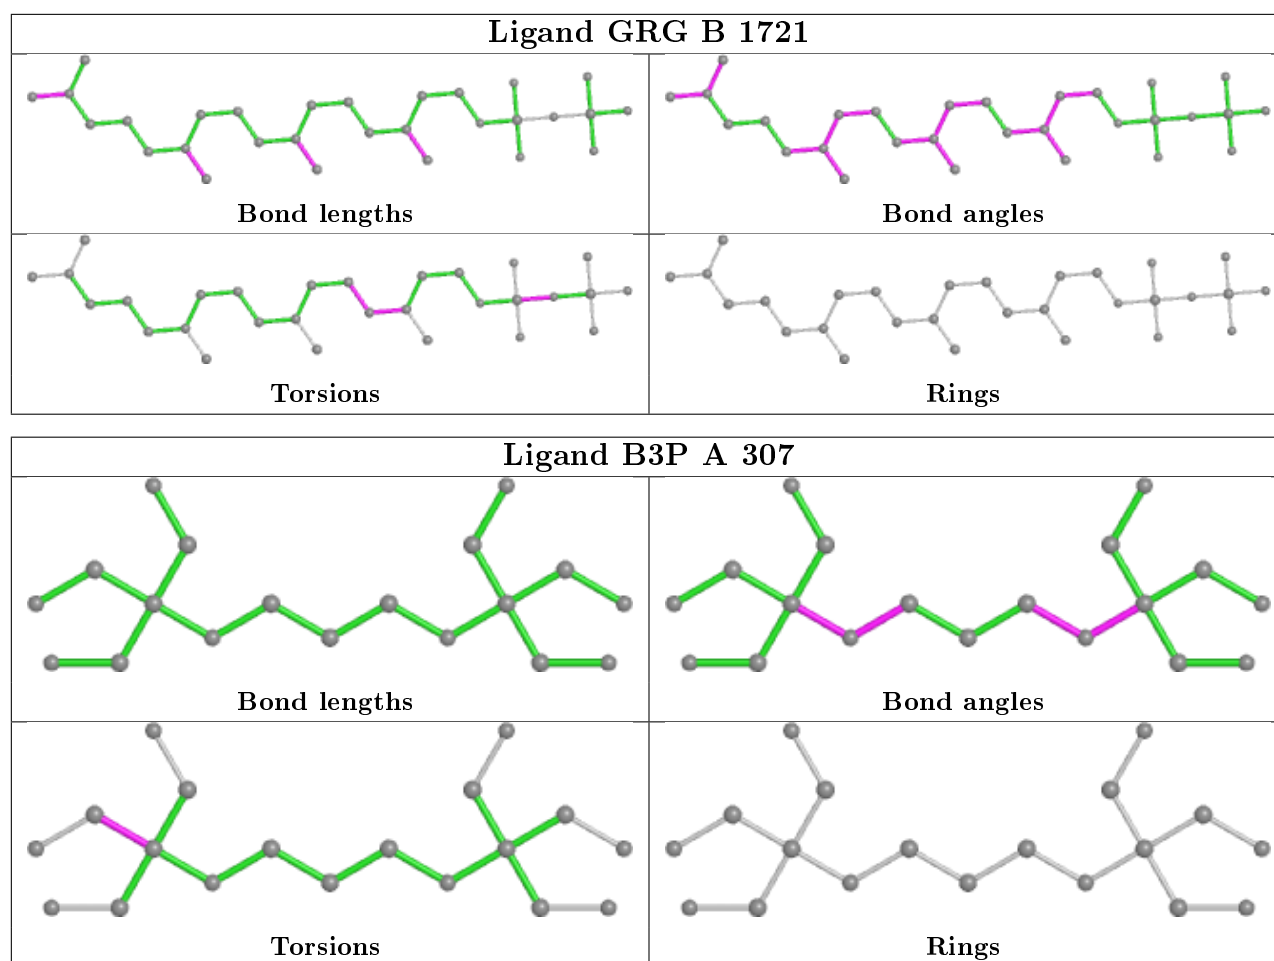 Ligand GRG B 1721
Bond lengths
Bond angles
Torsions
Rings
Ligand B3P A 307
Bond lengths
Bond angles
Torsions
Rings